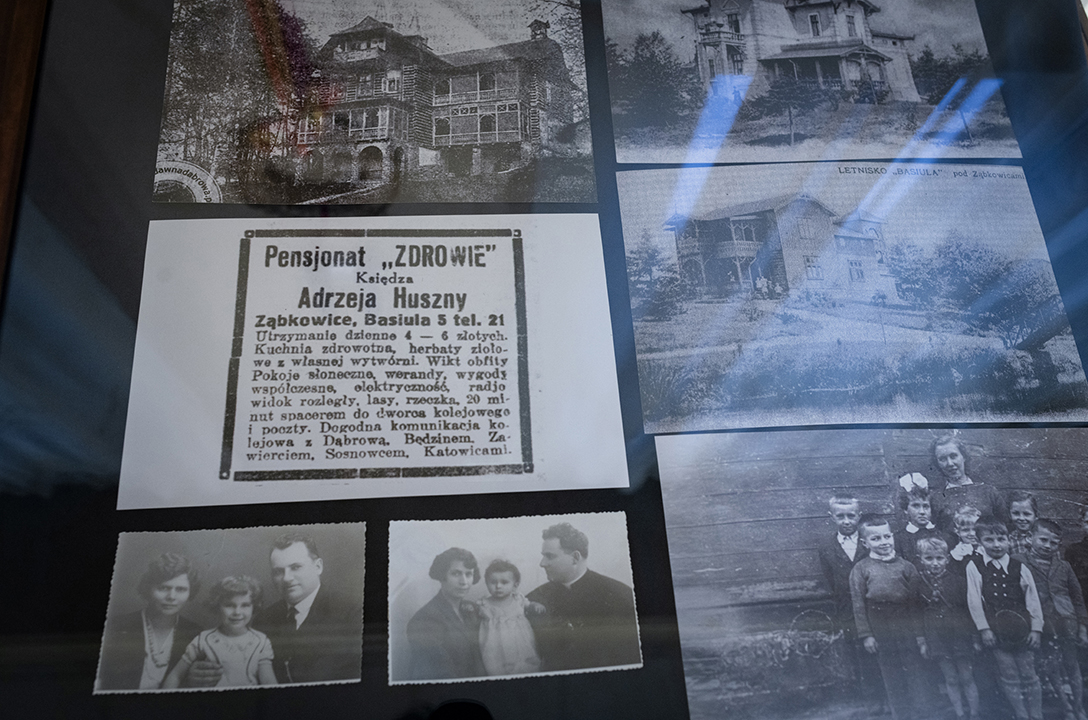 dawnadabrowa.pl
LETNISKO „BASIULA" pod Ząbkowicami
Pensjonat „ZDROWIE"
Księdza
Adrzeja Huszny
Ząbkowice, Basiula 5 tel. 21
Utrzymanie dzienne 4 — 6 złotych.
Kuchnia zdrowotna, herbaty zioło-
we z własnej wytwórni. Wikt obfity
Pokoje słoneczne, werandy, wygody
współczesne, elektryczność, radjo
widok rozległy, lasy, rzeczka, 20 mi-
nut spacerem do dworca kolejowego
i poczty. Dogodna komunikacja ko-
lejowa z Dąbrową, Będzinem, Za-
wierciem, Sosnowcem, Katowicami.